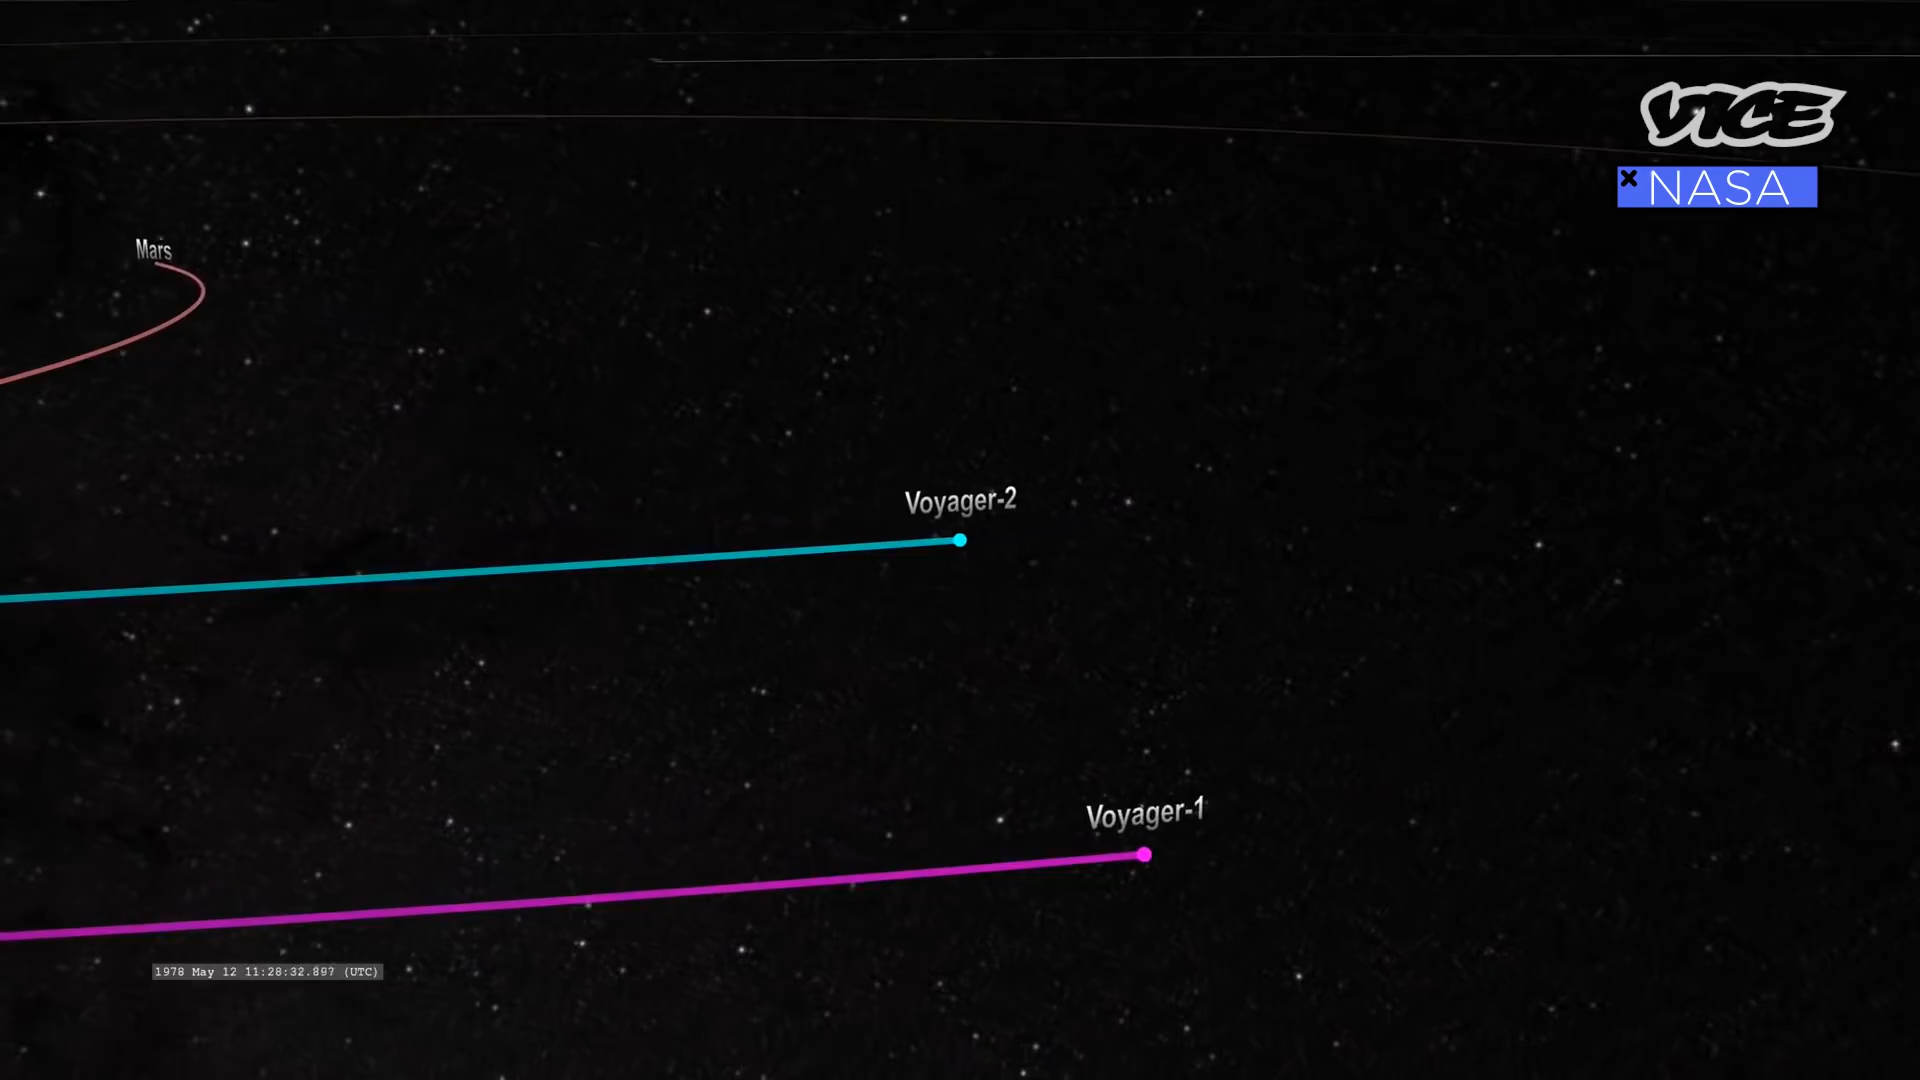 VICE
× NASA
Mars
Voyager-2
Voyager-1
1978 May 12 11:28:32.897 (UTC)